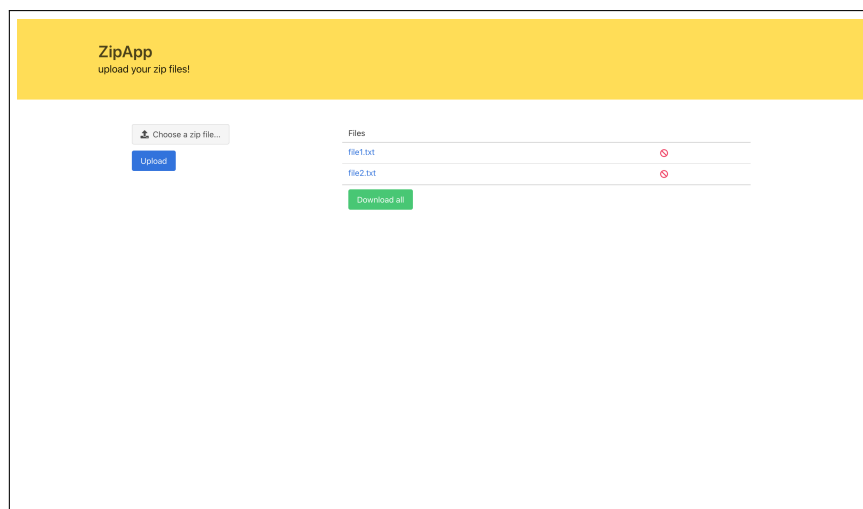 ZipApp
upload your zip files!
Choose a zip file...
Upload
Files
file1.txt
file2.txt
Download all